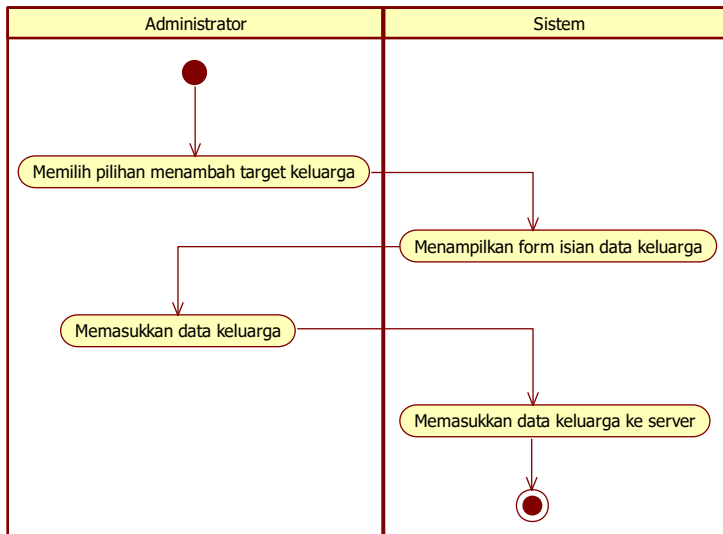 Administrator
Sistem
Memilih pilihan menambah target keluarga
Menampilkan form isian data keluarga
Memasukkan data keluarga
Memasukkan data keluarga ke server